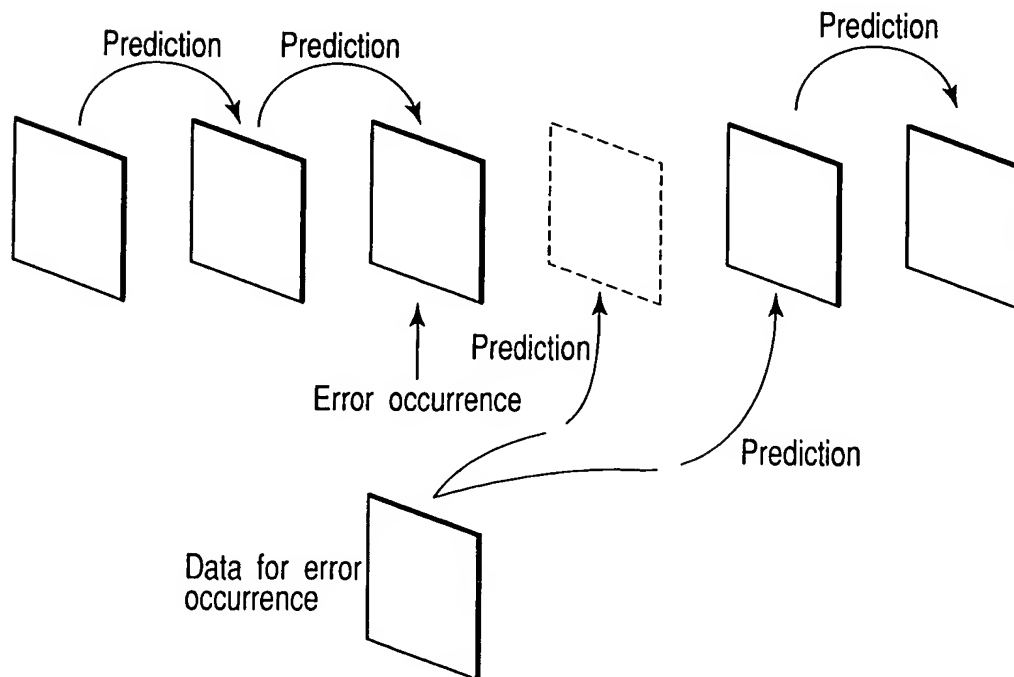 Prediction
Prediction
Prediction
Prediction
Error occurrence
Prediction
Data for error
occurrence